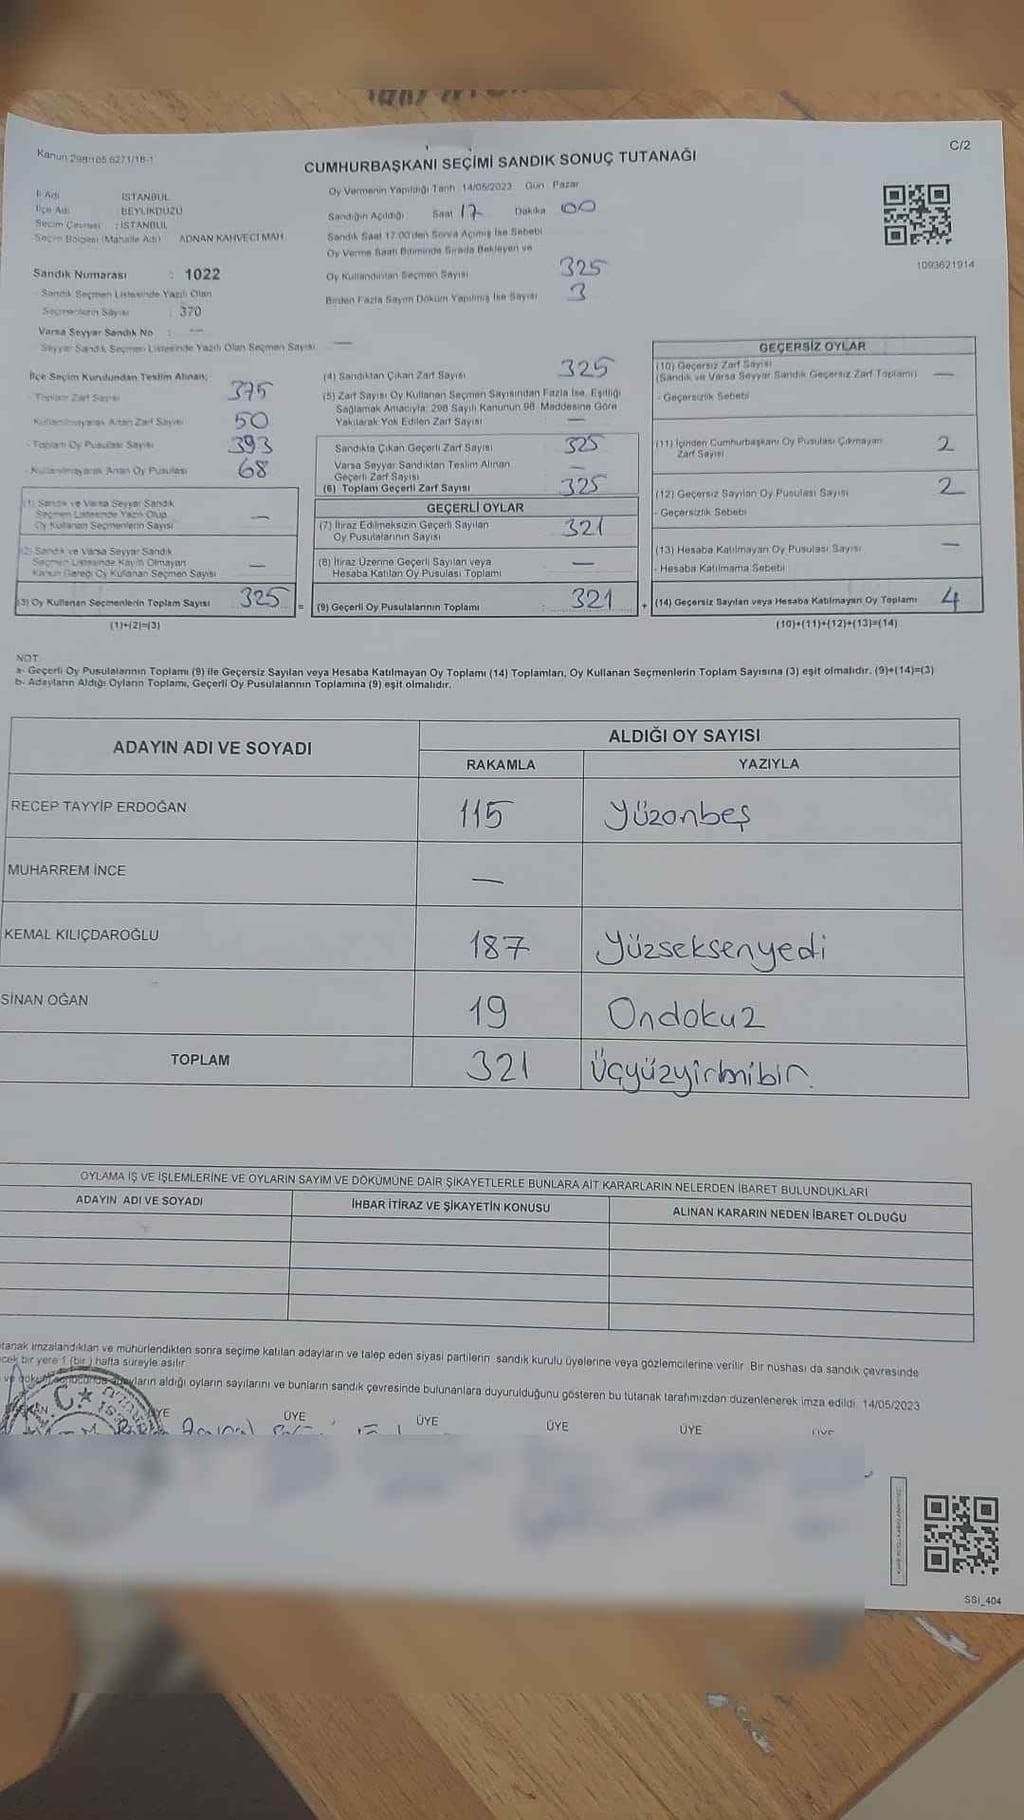 C/2
Kanun 298/105 6271/18-1
CUMHURBAŞKANI SEÇİMİ SANDIK SONUÇ TUTANAĞI
İl Adı İSTANBUL
İlçe Adı BEYLİKDÜZÜ
Seçim Çevresi : İSTANBUL
Seçim Bölgesi (Mahalle Adı) ADNAN KAHVECİ MAH.
Sandık Numarası : 1022
- Sandık Seçmen Listesinde Yazılı Olan
Seçmenlerin Sayısı : 370
Varsa Seyyar Sandık No : —
Seyyar Sandık Seçmen Listesinde Yazılı Olan Seçmen Sayısı —
Oy Vermenin Yapıldığı Tarih : 14/05/2023 Gün : Pazar
Sandığın Açıldığı Saat 17 Dakika 00
Sandık Saat 17:00'den Sonra Açılmış İse Sebebi
Oy Verme Saati Bitiminde Sırada Bekleyen ve
Oy Kullandırılan Seçmen Sayısı 325
Birden Fazla Sayım Döküm Yapılmış İse Sayısı 3
1093621914
İlçe Seçim Kurulundan Teslim Alınan;
- Toplam Zarf Sayısı 375
Kullanılmayarak Artan Zarf Sayısı 50
- Toplam Oy Pusulası Sayısı 393
- Kullanılmayarak Artan Oy Pusulası 68
(1) Sandık ve Varsa Seyyar Sandık
Seçmen Listesinde Yazılı Olup
Oy Kullanan Seçmenlerin Sayısı —
(2) Sandık ve Varsa Seyyar Sandık
Seçmen Listesinde Kayıtlı Olmayan
Kanun Gereği Oy Kullanan Seçmen Sayısı —
(3) Oy Kullanan Seçmenlerin Toplam Sayısı 325 =
(1)+(2)=(3)
(4) Sandıktan Çıkan Zarf Sayısı 325
(5) Zarf Sayısı Oy Kullanan Seçmen Sayısından Fazla İse, Eşitliği
Sağlamak Amacıyla; 298 Sayılı Kanunun 98. Maddesine Göre
Yakılarak Yok Edilen Zarf Sayısı —
Sandıkta Çıkan Geçerli Zarf Sayısı 325
Varsa Seyyar Sandıktan Teslim Alınan
Geçerli Zarf Sayısı —
(6) Toplam Geçerli Zarf Sayısı 325
GEÇERLİ OYLAR
(7) İtiraz Edilmeksizin Geçerli Sayılan
Oy Pusulalarının Sayısı 321
(8) İtiraz Üzerine Geçerli Sayılan veya
Hesaba Katılan Oy Pusulası Toplamı —
(9) Geçerli Oy Pusulalarının Toplamı : 321 +
GEÇERSİZ OYLAR
(10) Geçersiz Zarf Sayısı
(Sandık ve Varsa Seyyar Sandık Geçersiz Zarf Toplamı) —
- Geçersizlik Sebebi
(11) İçinden Cumhurbaşkanı Oy Pusulası Çıkmayan
Zarf Sayısı 2
(12) Geçersiz Sayılan Oy Pusulası Sayısı 2
- Geçersizlik Sebebi
(13) Hesaba Katılmayan Oy Pusulası Sayısı —
- Hesaba Katılmama Sebebi
(14) Geçersiz Sayılan veya Hesaba Katılmayan Oy Toplamı 4
(10)+(11)+(12)+(13)=(14)
NOT
a- Geçerli Oy Pusulalarının Toplamı (9) ile Geçersiz Sayılan veya Hesaba Katılmayan Oy Toplamı (14) Toplamları, Oy Kullanan Seçmenlerin Toplam Sayısına (3) eşit olmalıdır. (9)+(14)=(3)
b- Adayların Aldığı Oyların Toplamı, Geçerli Oy Pusulalarının Toplamına (9) eşit olmalıdır.
ADAYIN ADI VE SOYADI ALDIĞI OY SAYISI
RAKAMLA YAZIYLA
RECEP TAYYİP ERDOĞAN 115 Yüzonbeş
MUHARREM İNCE —
KEMAL KILIÇDAROĞLU 187 Yüzseksenyedi
SİNAN OĞAN 19 Ondokuz
TOPLAM 321 Üçyüzyirmibir.
OYLAMA İŞ VE İŞLEMLERİNE VE OYLARIN SAYIM VE DÖKÜMÜNE DAİR ŞİKAYETLERLE BUNLARA AİT KARARLARIN NELERDEN İBARET BULUNDUKLARI
ADAYIN ADI VE SOYADI İHBAR İTİRAZ VE ŞİKAYETİN KONUSU ALINAN KARARIN NEDEN İBARET OLDUĞU
tanak imzalandıktan ve mühürlendikten sonra seçime katılan adayların ve talep eden siyasi partilerin sandık kurulu üyelerine veya gözlemcilerine verilir. Bir nüshası da sandık çevresinde
cek bir yere 1 (bir) hafta süreyle asılır.
adayların aldığı oyların sayılarını ve bunların sandık çevresinde bulunanlara duyurulduğunu gösteren bu tutanak tarafımızdan düzenlenerek imza edildi. 14/05/2023
ÜYE ÜYE ÜYE ÜYE
SSI_404